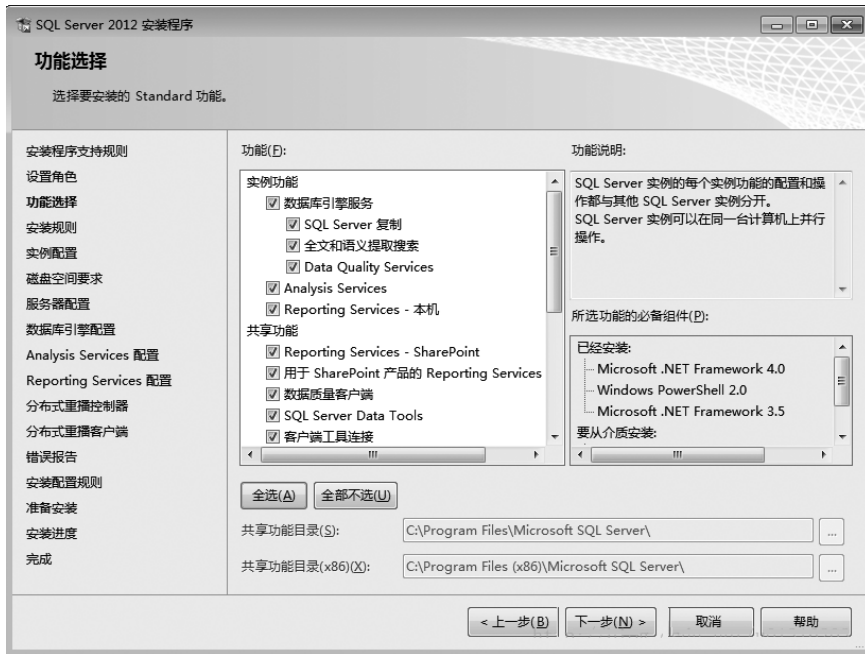 SQL Server 2012 安装程序
功能选择
选择要安装的 Standard 功能。
安装程序支持规则
设置角色
功能选择
安装规则
实例配置
磁盘空间要求
服务器配置
数据库引擎配置
Analysis Services 配置
Reporting Services 配置
分布式重播控制器
分布式重播客户端
错误报告
安装配置规则
准备安装
安装进度
完成
功能(F):
实例功能
数据库引擎服务
SQL Server 复制
全文和语义提取搜索
Data Quality Services
Analysis Services
Reporting Services - 本机
共享功能
Reporting Services - SharePoint
用于 SharePoint 产品的 Reporting Services
数据质量客户端
SQL Server Data Tools
客户端工具连接
功能说明:
SQL Server 实例的每个实例功能的配置和操
作都与其他 SQL Server 实例分开。
SQL Server 实例可以在同一台计算机上并行
操作。
所选功能的必备组件(P):
已经安装:
Microsoft .NET Framework 4.0
Windows PowerShell 2.0
Microsoft .NET Framework 3.5
要从介质安装:
全选(A)
全部不选(U)
共享功能目录(S):
C:\Program Files\Microsoft SQL Server\
...
共享功能目录(x86)(X):
C:\Program Files (x86)\Microsoft SQL Server\
...
< 上一步(B)
下一步(N) >
取消
帮助